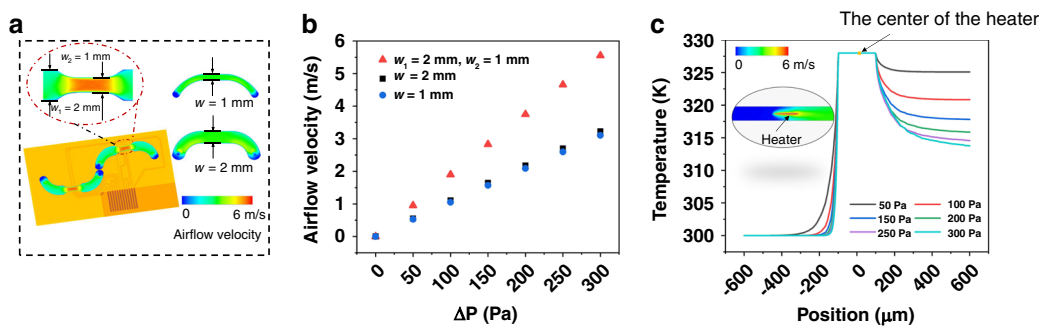 a
w₂ = 1 mm
w₁ = 2 mm
w = 1 mm
w = 2 mm
0 6 m/s
Airflow velocity
b
Airflow velocity (m/s)
6
5
4
3
2
1
0
w₁ = 2 mm, w₂ = 1 mm
w = 2 mm
w = 1 mm
0 50 100 150 200 250 300
ΔP (Pa)
c
The center of the heater
Temperature (K)
330
325
320
315
310
305
300
0 6 m/s
Heater
50 Pa 100 Pa
150 Pa 200 Pa
250 Pa 300 Pa
-600 -400 -200 0 200 400 600
Position (μm)